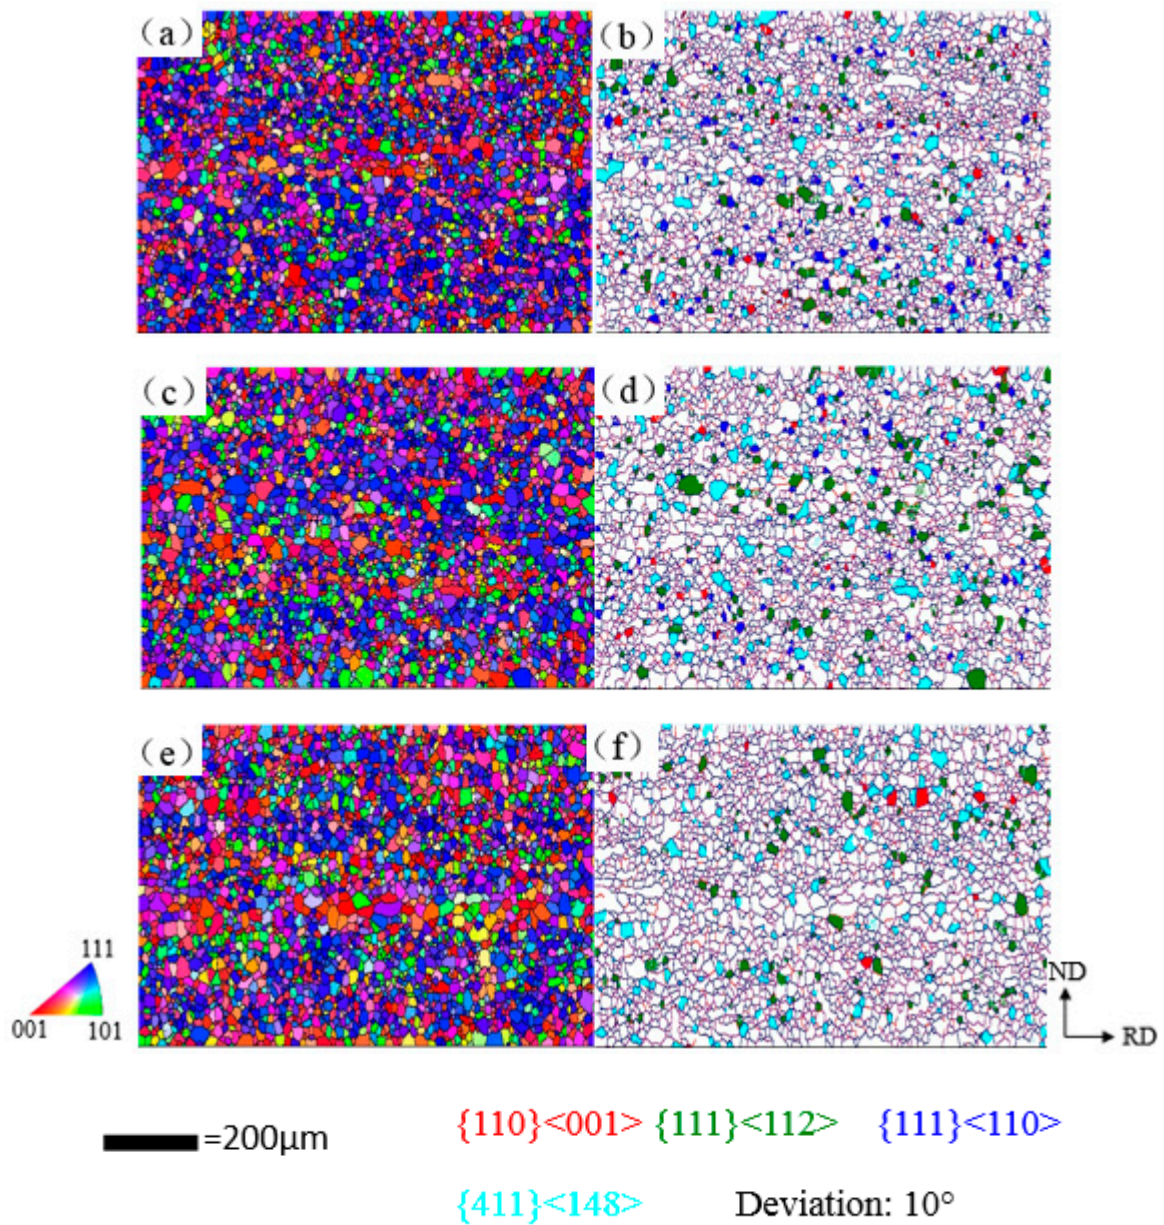 （a）
（b）
（c）
（d）
（e）
（f）
111
001
101
ND
RD
=200μm
{110}<001> {111}<112> {111}<110>
{411}<148> Deviation: 10°